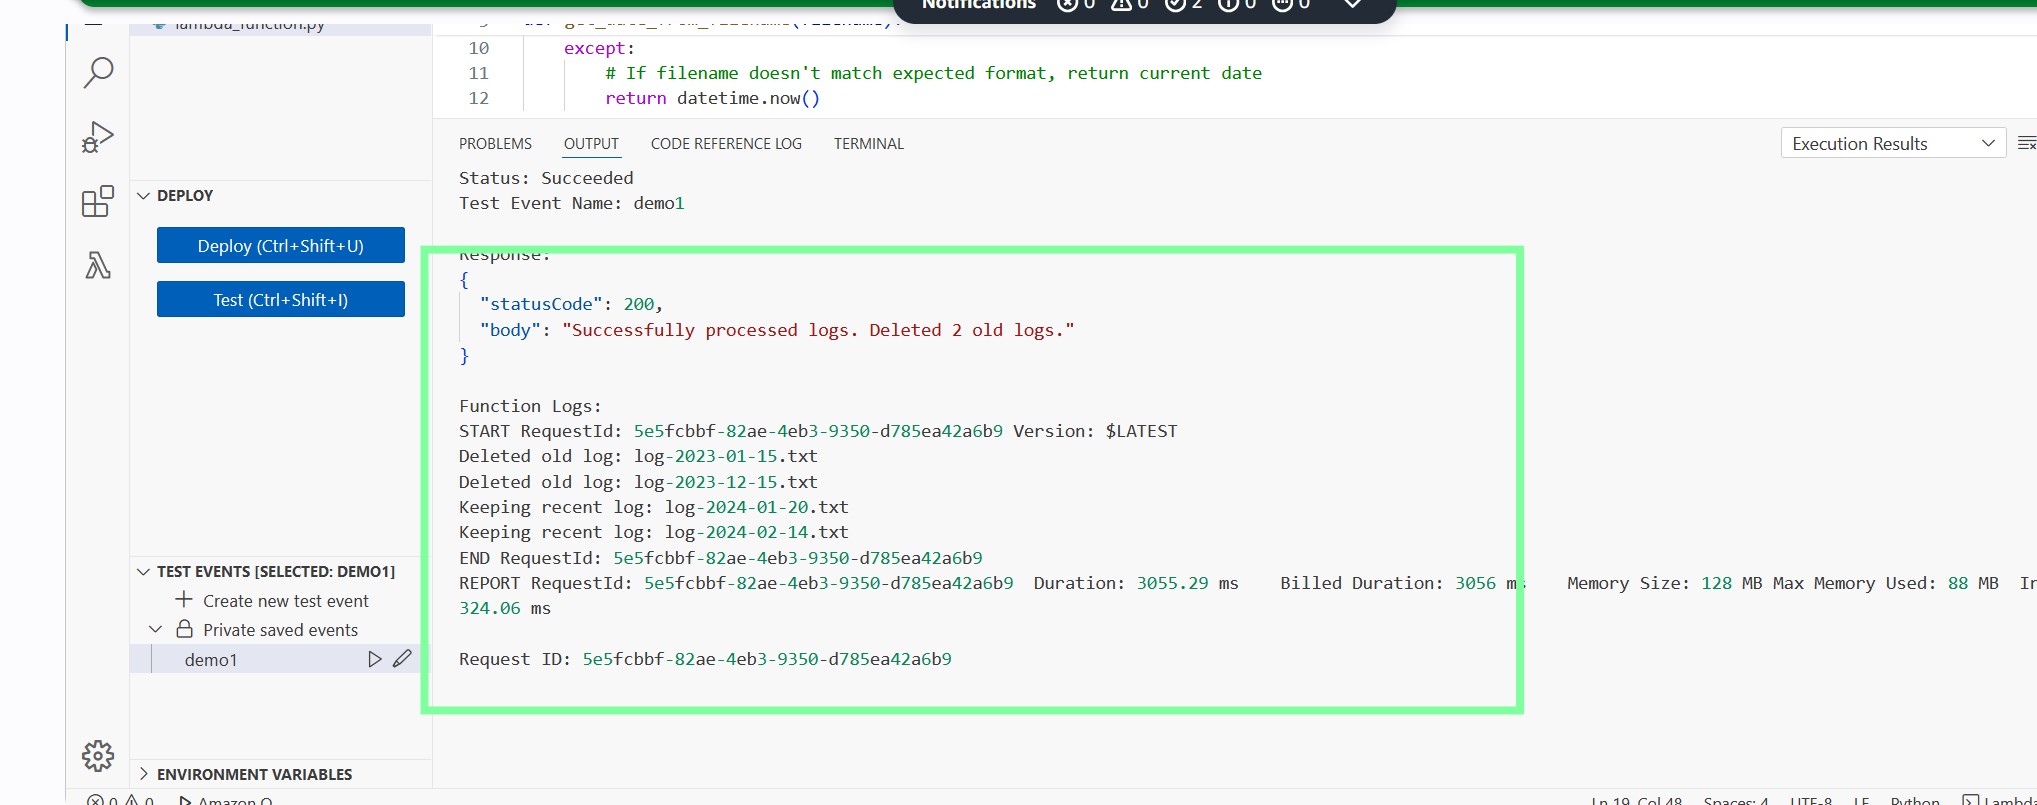 Notifications 0 0 2 0 0
lambda_function.py
9 def get_date_from_filename(filename):
10 except:
11 # If filename doesn't match expected format, return current date
12 return datetime.now()
PROBLEMS OUTPUT CODE REFERENCE LOG TERMINAL Execution Results
Status: Succeeded
Test Event Name: demo1
DEPLOY
Deploy (Ctrl+Shift+U)
Test (Ctrl+Shift+I)
Response:
{
"statusCode": 200,
"body": "Successfully processed logs. Deleted 2 old logs."
}
Function Logs:
START RequestId: 5e5fcbbf-82ae-4eb3-9350-d785ea42a6b9 Version: $LATEST
Deleted old log: log-2023-01-15.txt
Deleted old log: log-2023-12-15.txt
Keeping recent log: log-2024-01-20.txt
Keeping recent log: log-2024-02-14.txt
END RequestId: 5e5fcbbf-82ae-4eb3-9350-d785ea42a6b9
REPORT RequestId: 5e5fcbbf-82ae-4eb3-9350-d785ea42a6b9 Duration: 3055.29 ms Billed Duration: 3056 ms Memory Size: 128 MB Max Memory Used: 88 MB In
324.06 ms
Request ID: 5e5fcbbf-82ae-4eb3-9350-d785ea42a6b9
TEST EVENTS [SELECTED: DEMO1]
Create new test event
Private saved events
demo1
ENVIRONMENT VARIABLES
0 0 Amazon Q Ln 19, Col 48 Spaces: 4 UTF-8 LF Python Lambda